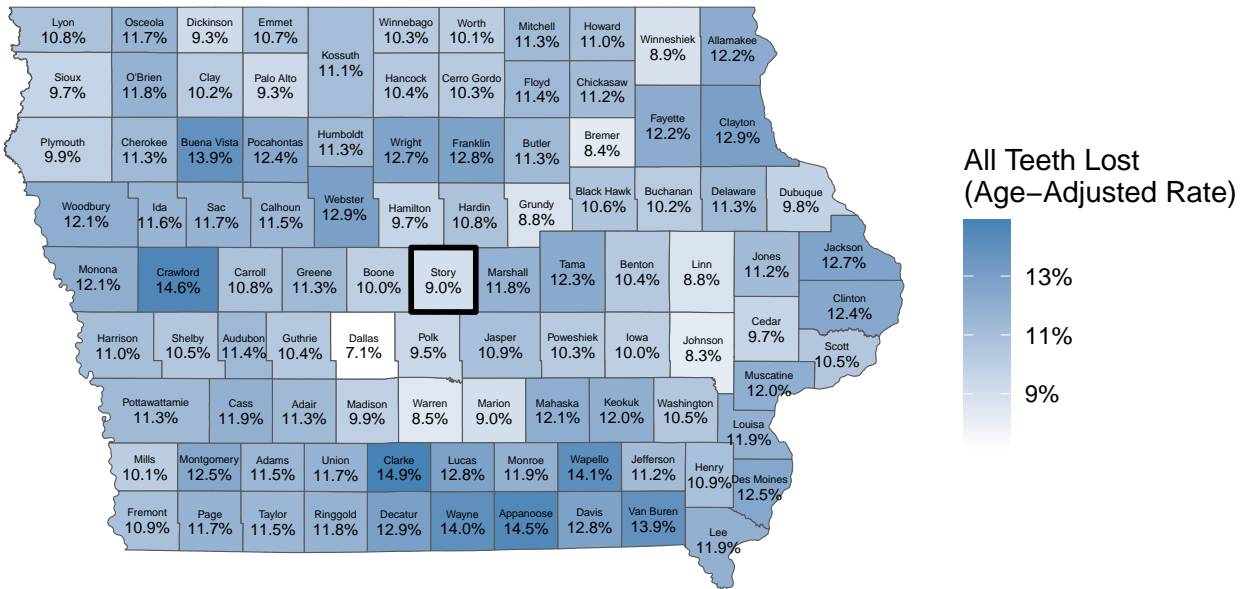 Lyon
10.8%
Osceola
11.7%
Dickinson
9.3%
Emmet
10.7%
Kossuth
11.1%
Winnebago
10.3%
Worth
10.1%
Mitchell
11.3%
Howard
11.0%
Winneshiek
8.9%
Allamakee
12.2%
Sioux
9.7%
O'Brien
11.8%
Clay
10.2%
Palo Alto
9.3%
Hancock
10.4%
Cerro Gordo
10.3%
Floyd
11.4%
Chickasaw
11.2%
Fayette
12.2%
Clayton
12.9%
Plymouth
9.9%
Cherokee
11.3%
Buena Vista
13.9%
Pocahontas
12.4%
Humboldt
11.3%
Wright
12.7%
Franklin
12.8%
Butler
11.3%
Bremer
8.4%
Woodbury
12.1%
Ida
11.6%
Sac
11.7%
Calhoun
11.5%
Webster
12.9%
Hamilton
9.7%
Hardin
10.8%
Grundy
8.8%
Black Hawk
10.6%
Buchanan
10.2%
Delaware
11.3%
Dubuque
9.8%
Monona
12.1%
Crawford
14.6%
Carroll
10.8%
Greene
11.3%
Boone
10.0%
Story
9.0%
Marshall
11.8%
Tama
12.3%
Benton
10.4%
Linn
8.8%
Jones
11.2%
Jackson
12.7%
Clinton
12.4%
Harrison
11.0%
Shelby
10.5%
Audubon
11.4%
Guthrie
10.4%
Dallas
7.1%
Polk
9.5%
Jasper
10.9%
Poweshiek
10.3%
Iowa
10.0%
Johnson
8.3%
Cedar
9.7%
Scott
10.5%
Muscatine
12.0%
Pottawattamie
11.3%
Cass
11.9%
Adair
11.3%
Madison
9.9%
Warren
8.5%
Marion
9.0%
Mahaska
12.1%
Keokuk
12.0%
Washington
10.5%
Louisa
11.9%
Mills
10.1%
Montgomery
12.5%
Adams
11.5%
Union
11.7%
Clarke
14.9%
Lucas
12.8%
Monroe
11.9%
Wapello
14.1%
Jefferson
11.2%
Henry
10.9%
Des Moines
12.5%
Fremont
10.9%
Page
11.7%
Taylor
11.5%
Ringgold
11.8%
Decatur
12.9%
Wayne
14.0%
Appanoose
14.5%
Davis
12.8%
Van Buren
13.9%
Lee
11.9%
All Teeth Lost
(Age−Adjusted Rate)
13%
11%
9%